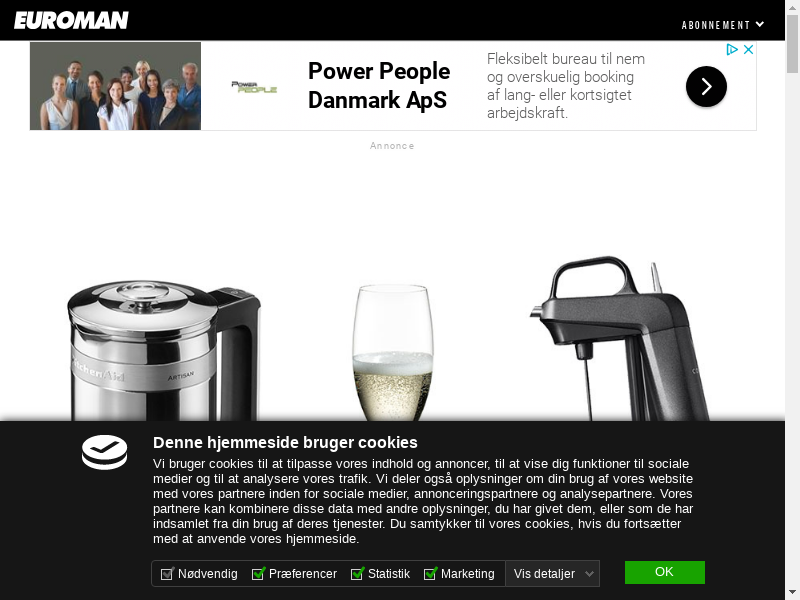 EUROMAN
ABONNEMENT
POWER
PEOPLE
Power People
Danmark ApS
Fleksibelt bureau til nem
og overskuelig booking
af lang- eller kortsigtet
arbejdskraft.
Annonce
KitchenAid
ARTISAN
Denne hjemmeside bruger cookies
Vi bruger cookies til at tilpasse vores indhold og annoncer, til at vise dig funktioner til sociale
medier og til at analysere vores trafik. Vi deler også oplysninger om din brug af vores website
med vores partnere inden for sociale medier, annonceringspartnere og analysepartnere. Vores
partnere kan kombinere disse data med andre oplysninger, du har givet dem, eller som de har
indsamlet fra din brug af deres tjenester. Du samtykker til vores cookies, hvis du fortsætter
med at anvende vores hjemmeside.
Nødvendig Præferencer Statistik Marketing Vis detaljer OK